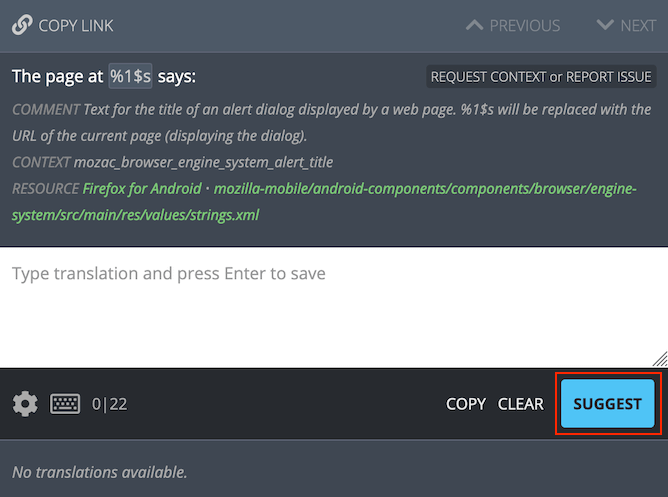 COPY LINK PREVIOUS NEXT
The page at %1$s says: REQUEST CONTEXT or REPORT ISSUE
COMMENT Text for the title of an alert dialog displayed by a web page. %1$s will be replaced with the
URL of the current page (displaying the dialog).
CONTEXT mozac_browser_engine_system_alert_title
RESOURCE Firefox for Android • mozilla-mobile/android-components/components/browser/engine-
system/src/main/res/values/strings.xml
Type translation and press Enter to save
0|22 COPY CLEAR SUGGEST
No translations available.